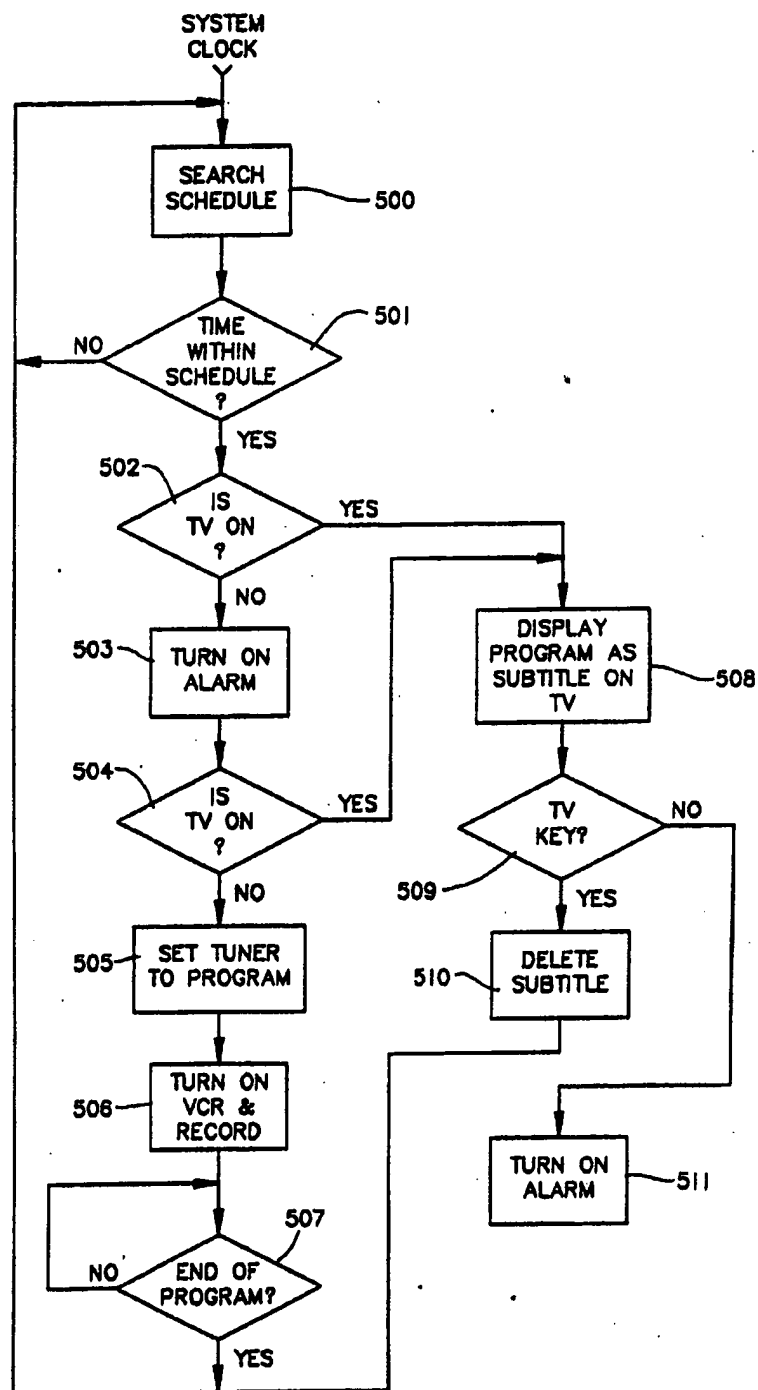 SYSTEM
CLOCK
SEARCH
SCHEDULE
500
TIME
WITHIN
SCHEDULE
?
501
NO
YES
502
IS
TV ON
?
YES
NO
503
TURN ON
ALARM
DISPLAY
PROGRAM AS
SUBTITLE ON
TV
508
504
IS
TV ON
?
YES
NO
TV
KEY?
NO
509
YES
505
SET TUNER
TO PROGRAM
510
DELETE
SUBTITLE
506
TURN ON
VCR &
RECORD
TURN ON
ALARM
511
507
END OF
PROGRAM?
NO
YES